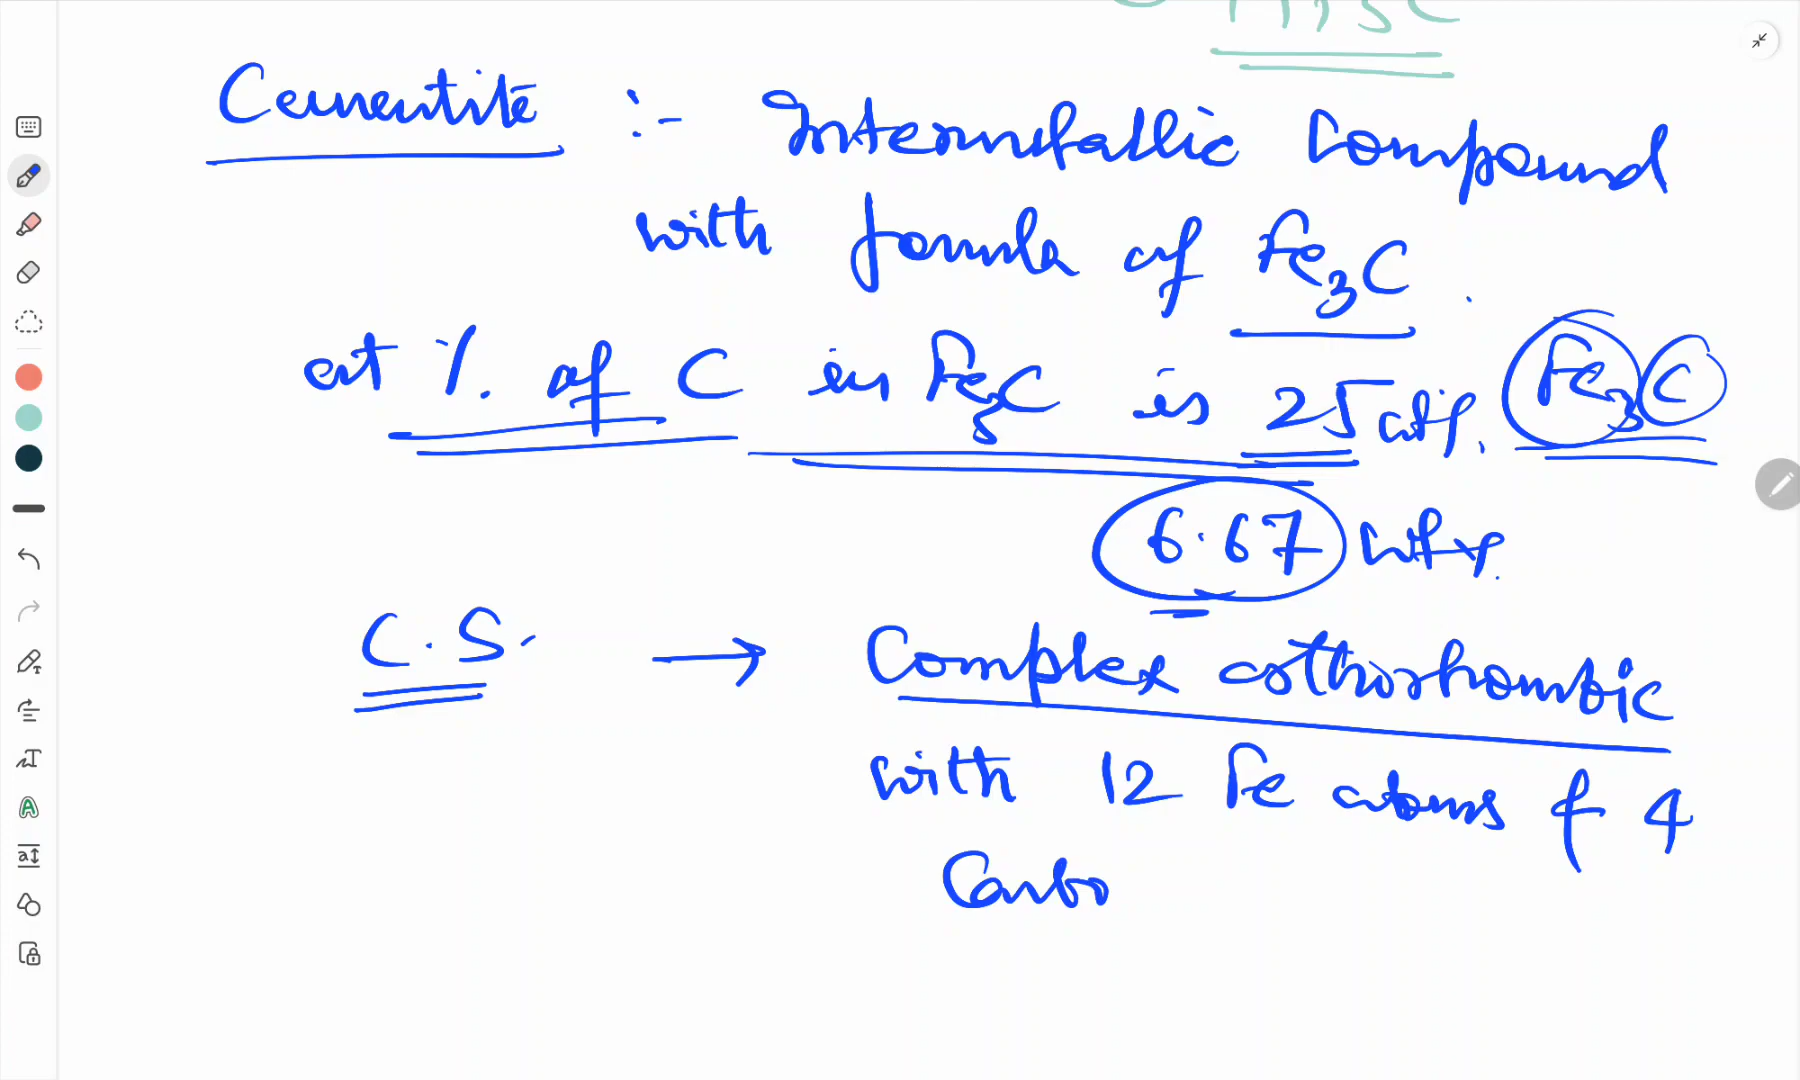 Cementite :- Intermetallic Compound
with formula of Fe3C.
at %. of C in Fe3C is 25 at%. Fe3C
6.67 wt%.
C.S. → Complex orthorhombic
with 12 Fe atoms & 4
Carbo